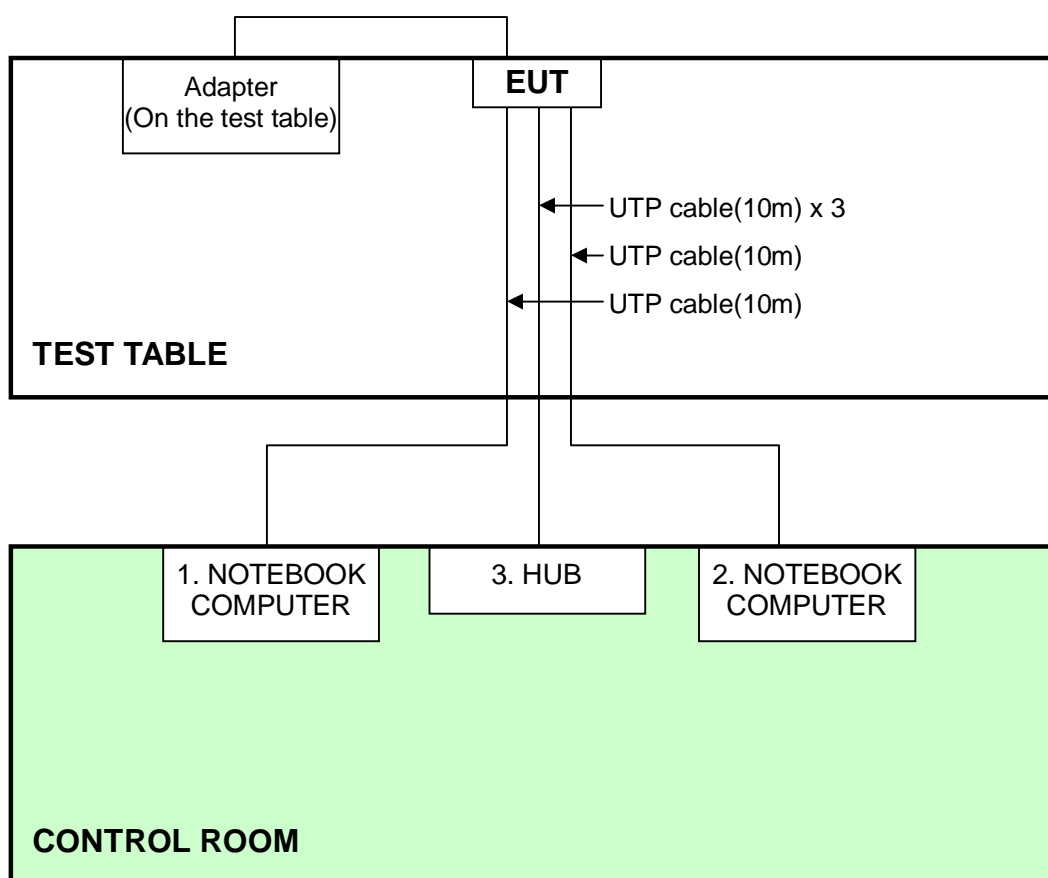 Adapter
(On the test table)
EUT
UTP cable(10m) x 3
UTP cable(10m)
UTP cable(10m)
TEST TABLE
1. NOTEBOOK
COMPUTER
3. HUB
2. NOTEBOOK
COMPUTER
CONTROL ROOM